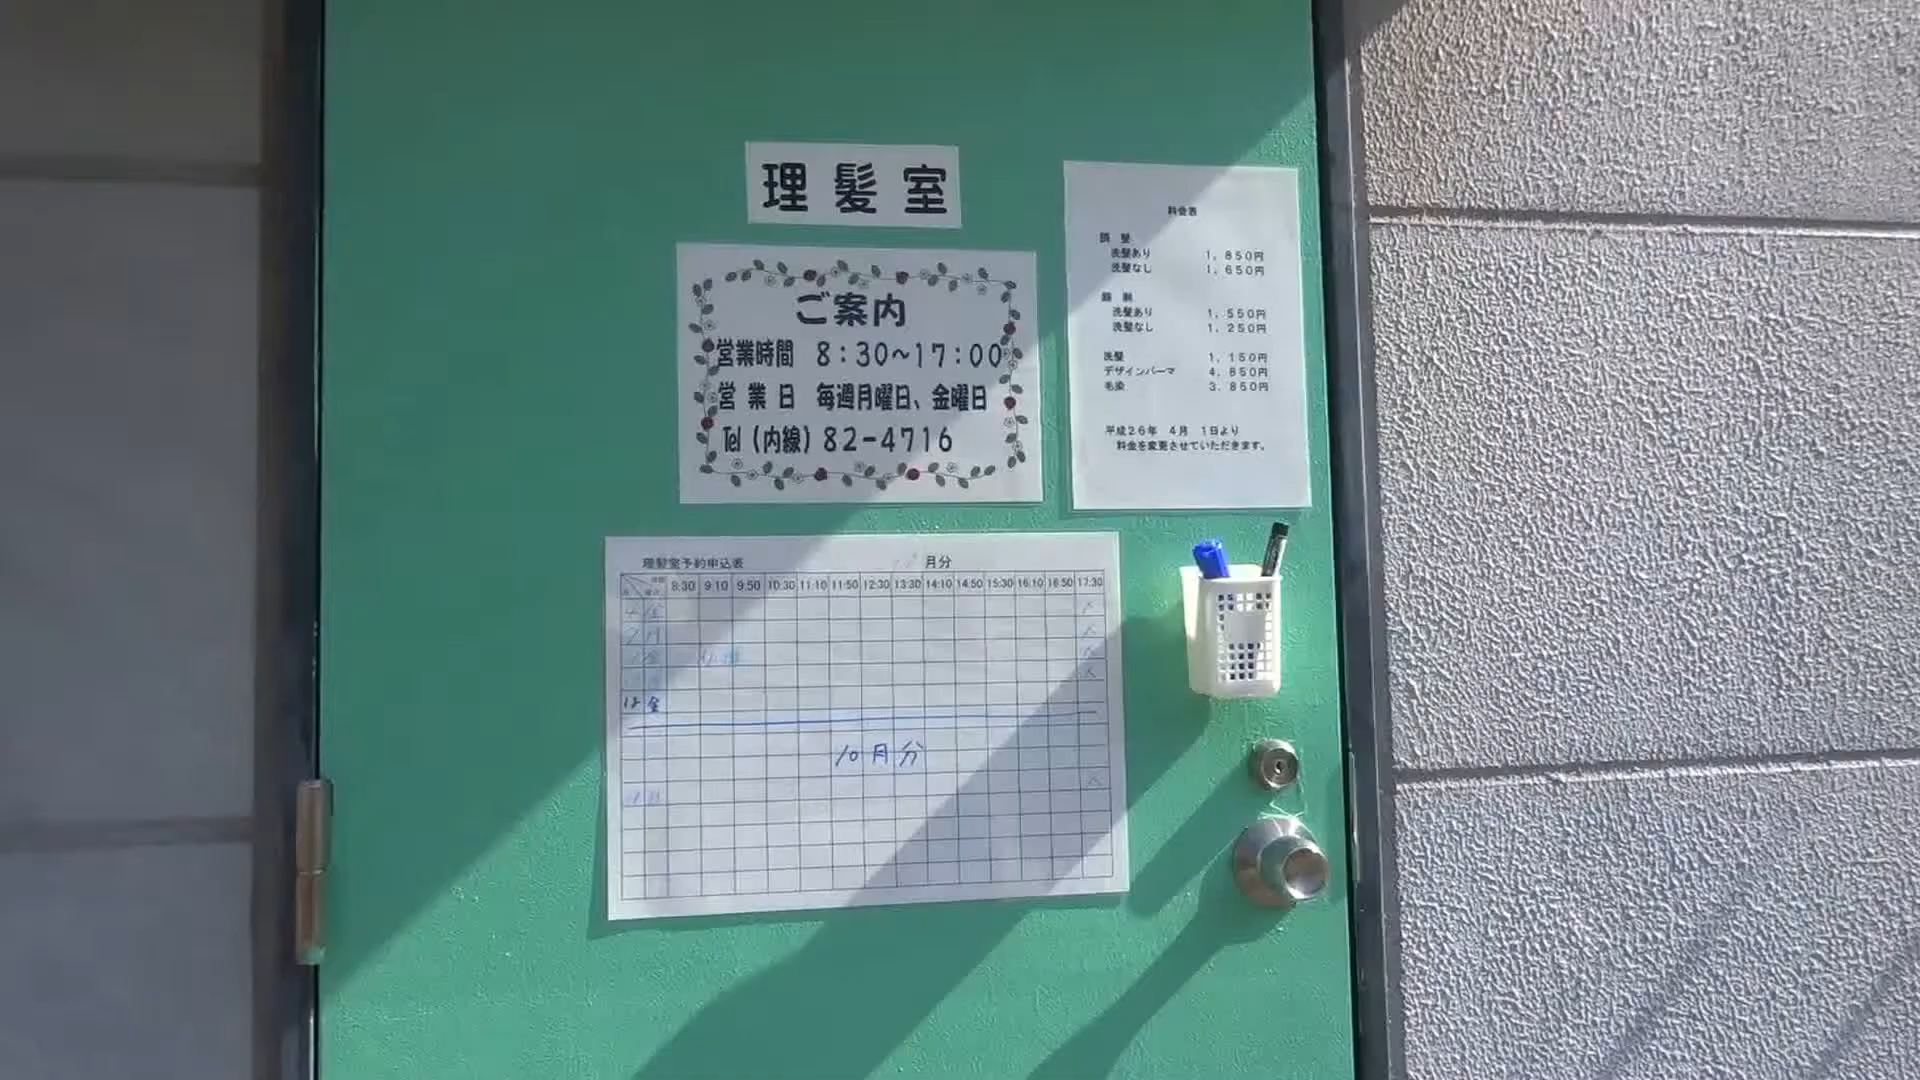 理髪室
ご案内
営業時間 8:30~17:00
営業日 毎週月曜日、金曜日
Tel(内線)82-4716
料金表
調髪
洗髪あり 1,850円
洗髪なし 1,650円
洗髪あり 1,550円
洗髪なし 1,250円
洗髪 1,150円
デザインパーマ 4,850円
毛染 3,850円
平成26年 4月 1日より
料金を変更させていただきます。
理髪室予約申込表 月分
8:30 9:10 9:50 10:30 11:10 11:50 12:30 13:30 14:10 14:50 15:30 16:10 16:50 17:30
金
10月分